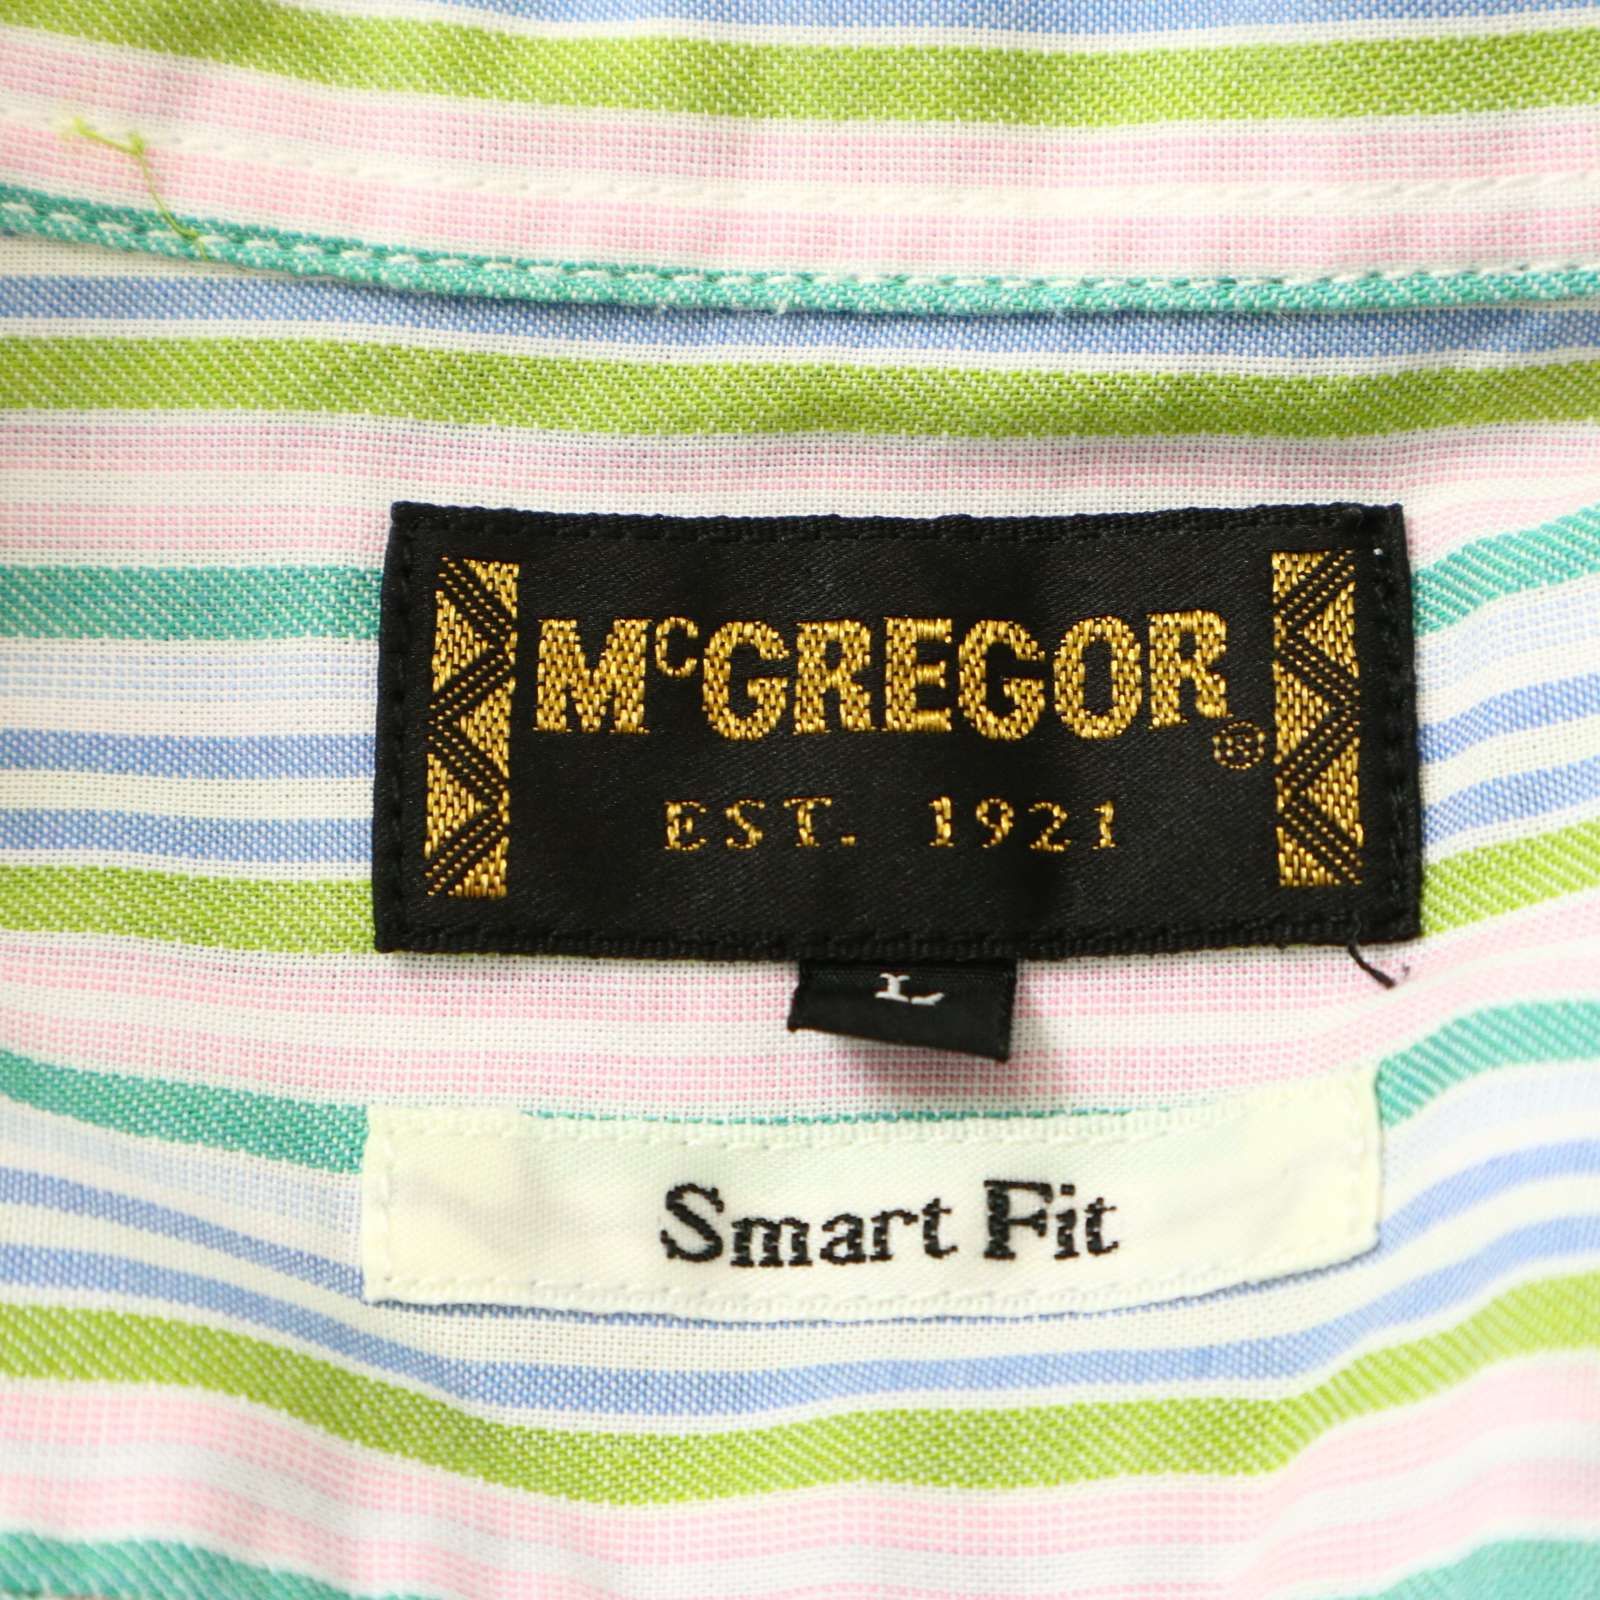 McGREGOR®
EST. 1921
L
Smart Fit